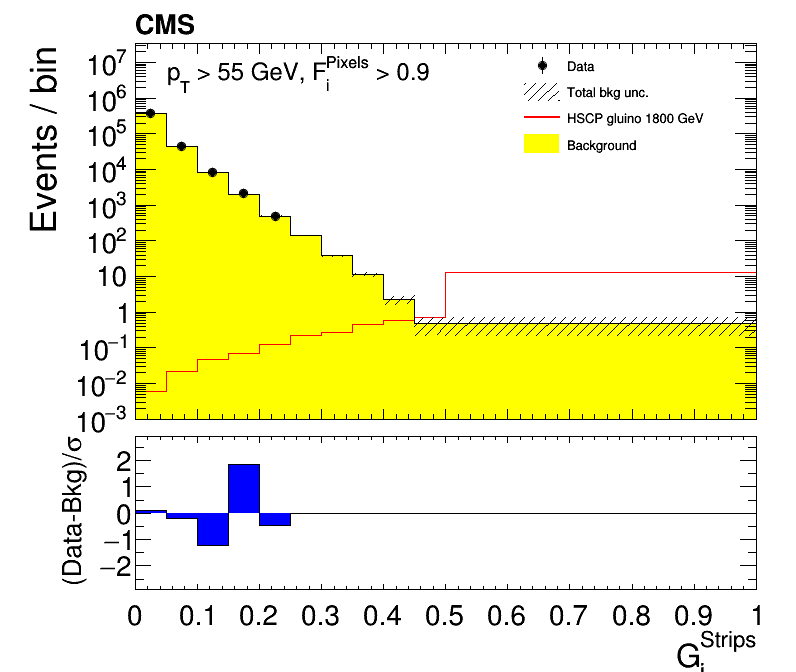 CMS
p_T > 55 GeV, F_i^Pixels > 0.9
Data
Total bkg unc.
HSCP gluino 1800 GeV
Background
Events / bin
10^7
10^6
10^5
10^4
10^3
10^2
10
1
10^−1
10^−2
10^−3
(Data-Bkg)/σ
2
1
0
−1
−2
0 0.1 0.2 0.3 0.4 0.5 0.6 0.7 0.8 0.9 1
G_i^Strips